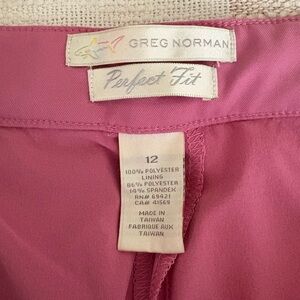 GREG NORMAN
Perfect Fit
12
100% POLYESTER
LINING
86% POLYESTER
14% SPANDEX
RN# 69421
CA# 41569
MADE IN
TAIWAN
FABRIQUE AUX
TAIWAN